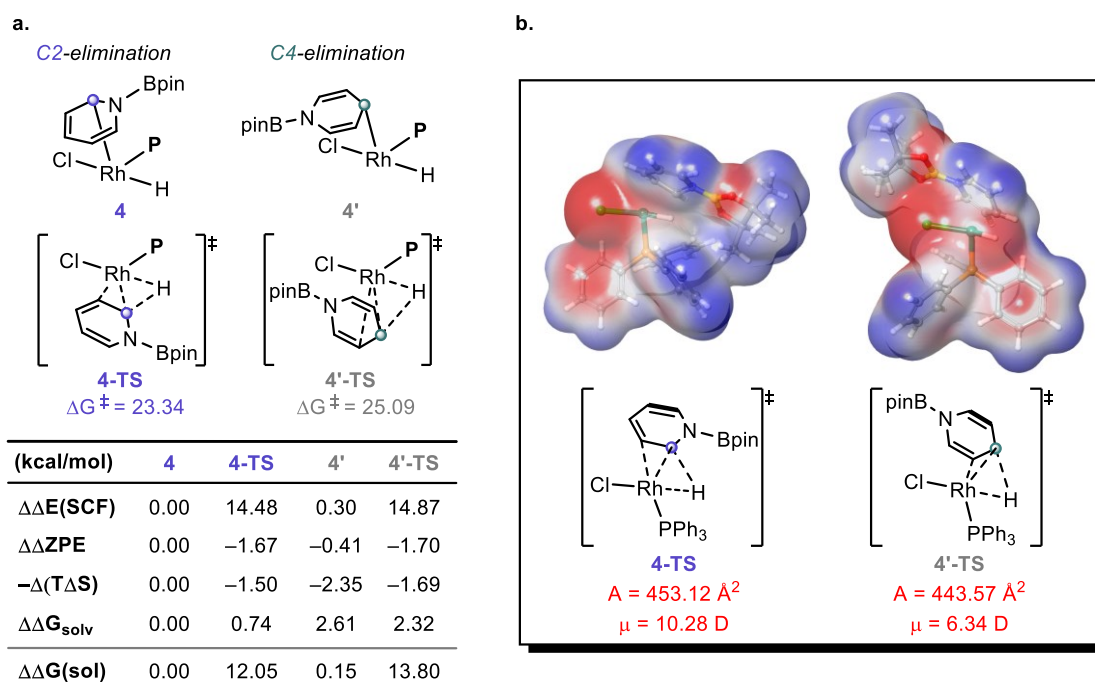 a.
C2-elimination
C4-elimination
Bpin
N
P
Cl
Rh
H
4
N
pinB
P
Cl
Rh
H
4'
P
Cl
Rh
H
N
Bpin
‡
4-TS
ΔG‡ = 23.34
P
Cl
Rh
H
pinB
N
‡
4'-TS
ΔG‡ = 25.09
(kcal/mol) 4 4-TS 4' 4'-TS
ΔΔE(SCF) 0.00 14.48 0.30 14.87
ΔΔZPE 0.00 –1.67 –0.41 –1.70
–Δ(TΔS) 0.00 –1.50 –2.35 –1.69
ΔΔGsolv 0.00 0.74 2.61 2.32
ΔΔG(sol) 0.00 12.05 0.15 13.80
b.
‡
N
Bpin
Cl
Rh
H
PPh3
4-TS
A = 453.12 Å2
μ = 10.28 D
‡
pinB
N
Cl
Rh
H
PPh3
4'-TS
A = 443.57 Å2
μ = 6.34 D